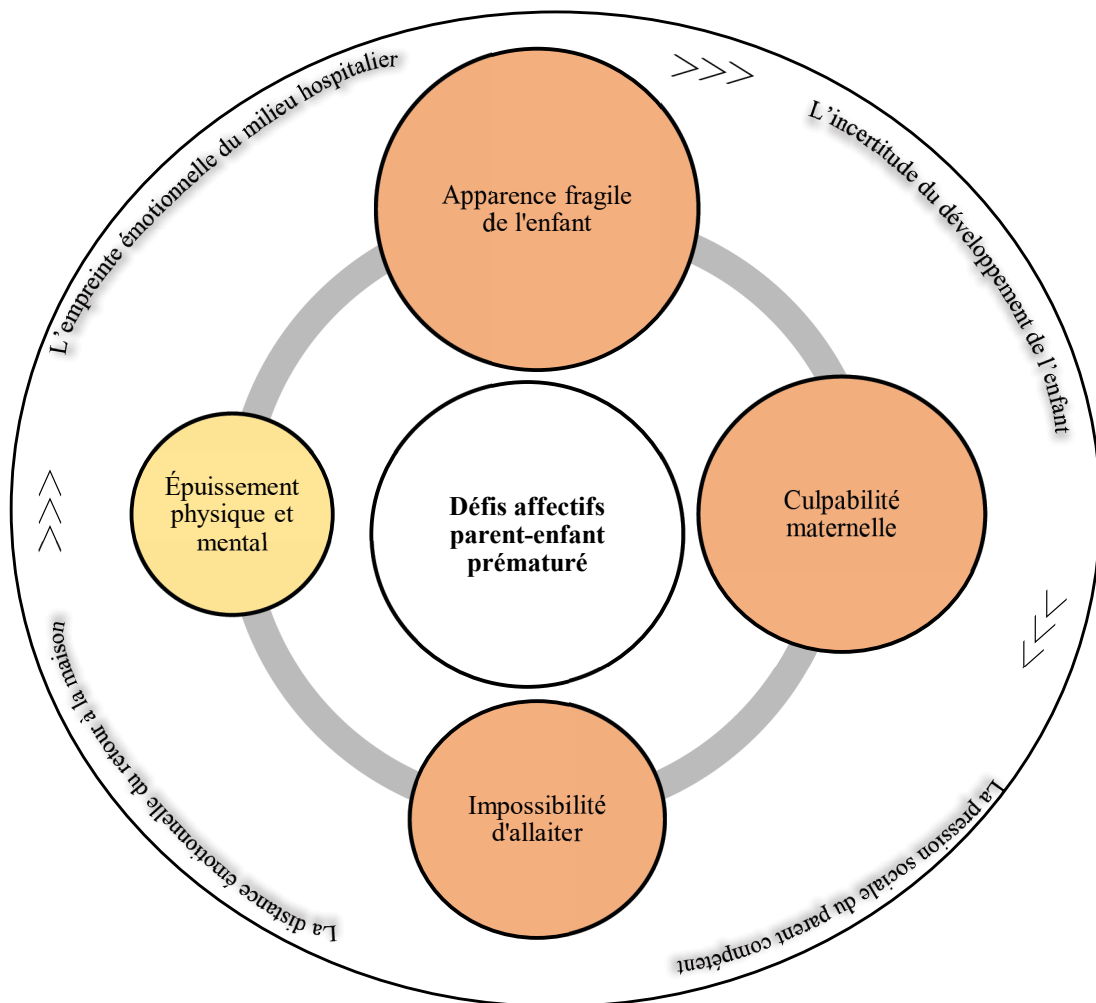 L'empreinte émotionnelle du milieu hospitalier
>>>
L'incertitude du développement de l'enfant
Apparence fragile
de l'enfant
Épuissement
physique et
mental
Défis affectifs
parent-enfant
prématuré
Culpabilité
maternelle
>>>
>>>
Impossibilité
d'allaiter
La distance émotionnelle du retour à la maison
La pression sociale du parent compétent